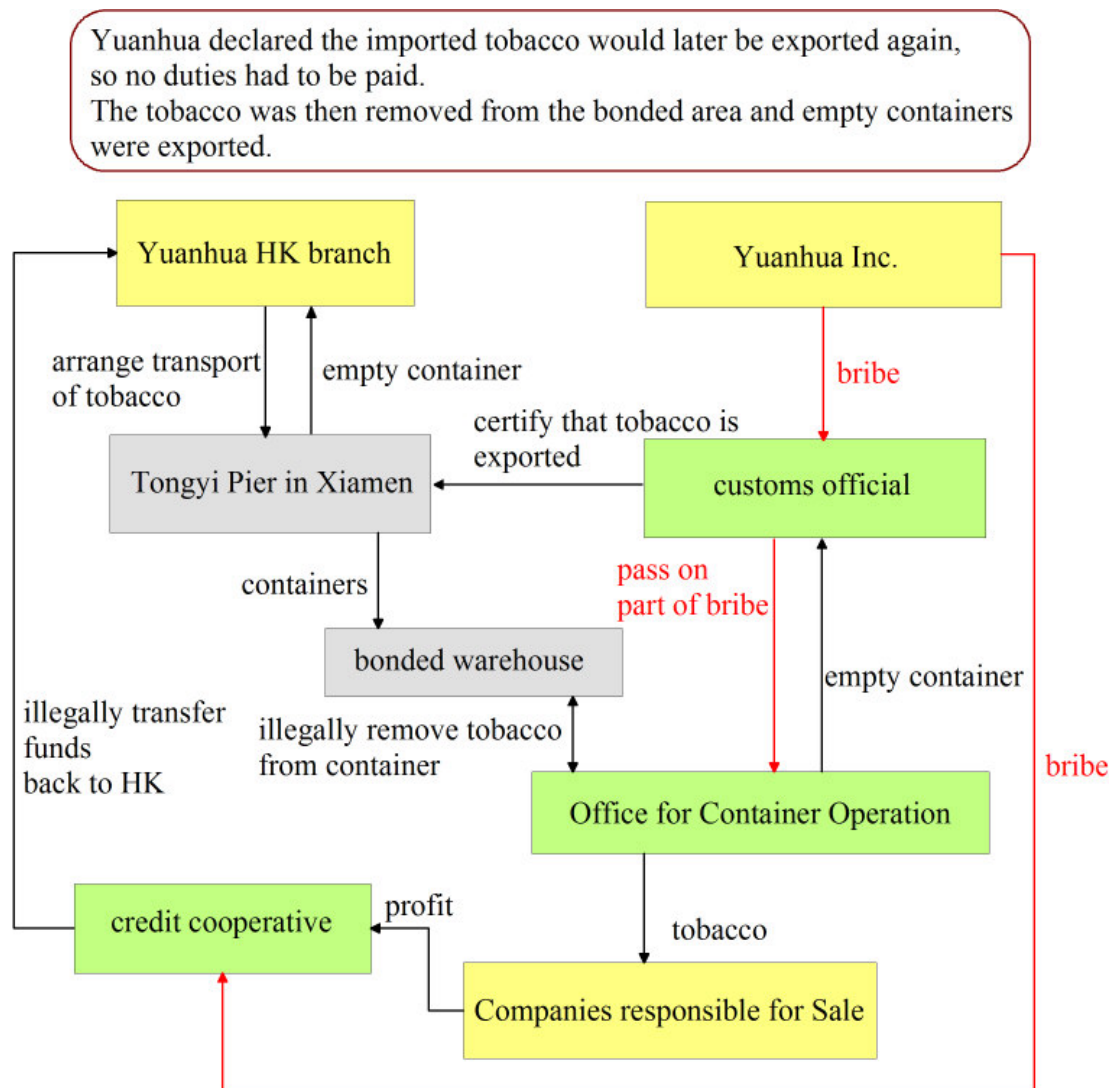 Yuanhua declared the imported tobacco would later be exported again,
so no duties had to be paid.
The tobacco was then removed from the bonded area and empty containers
were exported.
Yuanhua HK branch
Yuanhua Inc.
arrange transport
of tobacco
empty container
bribe
certify that tobacco is
exported
Tongyi Pier in Xiamen
customs official
containers
pass on
part of bribe
bonded warehouse
empty container
illegally transfer
funds
back to HK
illegally remove tobacco
from container
bribe
Office for Container Operation
credit cooperative
profit
tobacco
Companies responsible for Sale